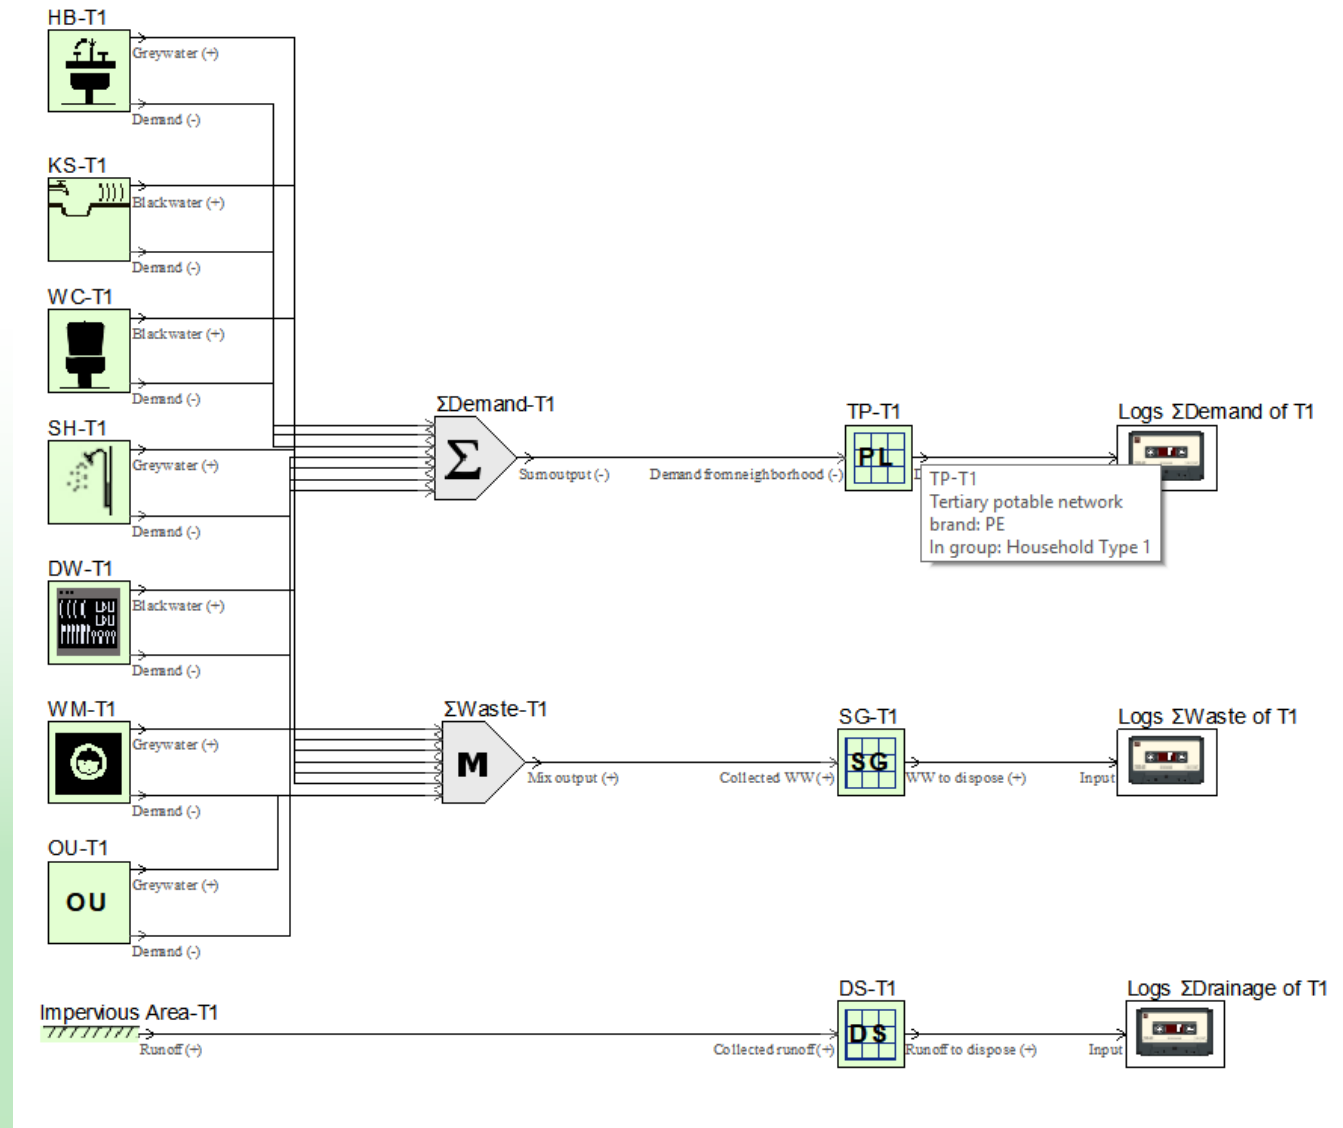 HB-T1
Greywater (+)
Demand (-)
KS-T1
Blackwater (+)
Demand (-)
WC-T1
Blackwater (+)
Demand (-)
SH-T1
Greywater (+)
Demand (-)
DW-T1
Blackwater (+)
Demand (-)
WM-T1
Greywater (+)
Demand (-)
OU-T1
OU
Greywater (+)
Demand (-)
Impervious Area-T1
Runoff (+)
ΣDemand-T1
Σ
Sum output (-)
Demand from neighborhood (-)
TP-T1
PL
Logs ΣDemand of T1
TP-T1
Tertiary potable network
brand: PE
In group: Household Type 1
ΣWaste-T1
M
Mix output (+)
Collected WW(+)
SG-T1
SG
WW to dispose (+)
Input
Logs ΣWaste of T1
Collected runoff(+)
DS-T1
DS
Runoff to dispose (+)
Input
Logs ΣDrainage of T1